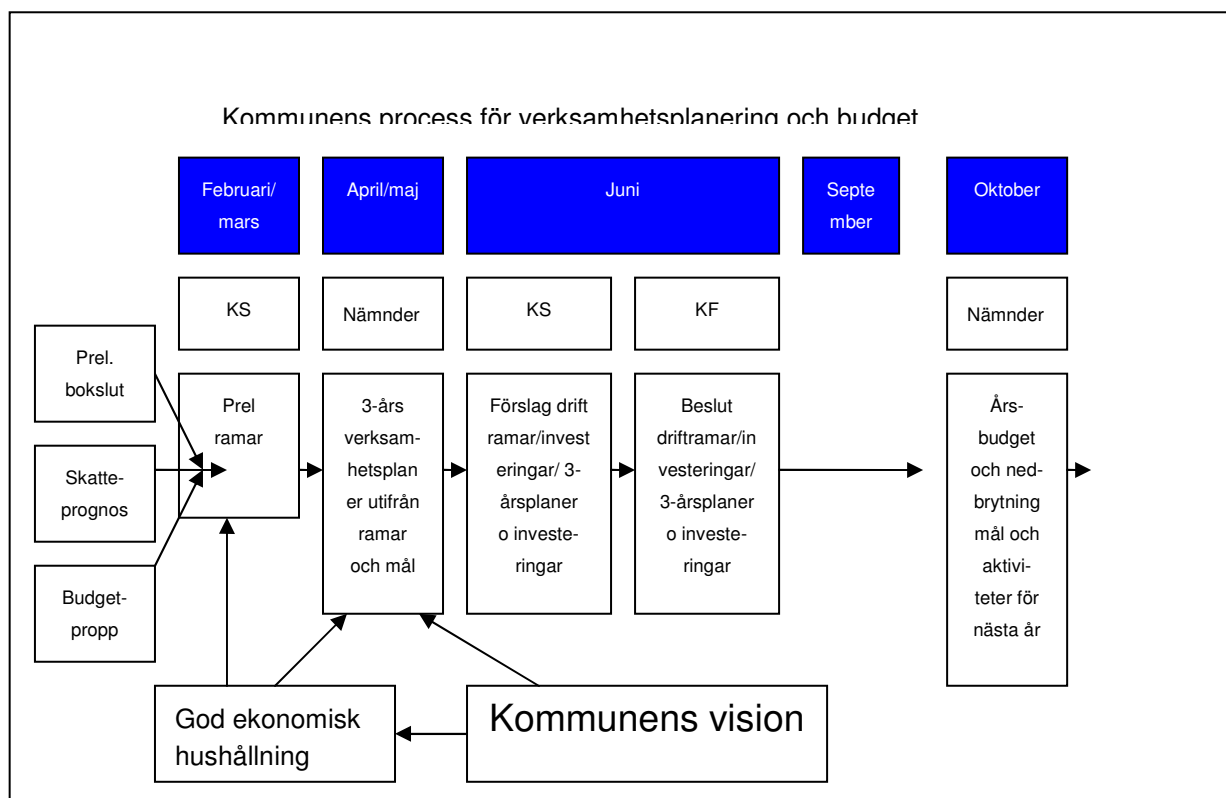 Kommunens process för verksamhetsplanering och budget
Februari/
mars
April/maj
Juni
Septe
mber
Oktober
KS
Nämnder
KS
KF
Nämnder
Prel.
bokslut
Skatte-
prognos
Budget-
propp
Prel
ramar
3-års
verksam-
hetsplan
er utifrån
ramar
och mål
Förslag drift
ramar/invest
eringar/ 3-
årsplaner
o investe-
ringar
Beslut
driftramar/in
vesteringar/
3-årsplaner
o investe-
ringar
Års-
budget
och ned-
brytning
mål och
aktivi-
teter för
nästa år
God ekonomisk
hushållning
Kommunens vision